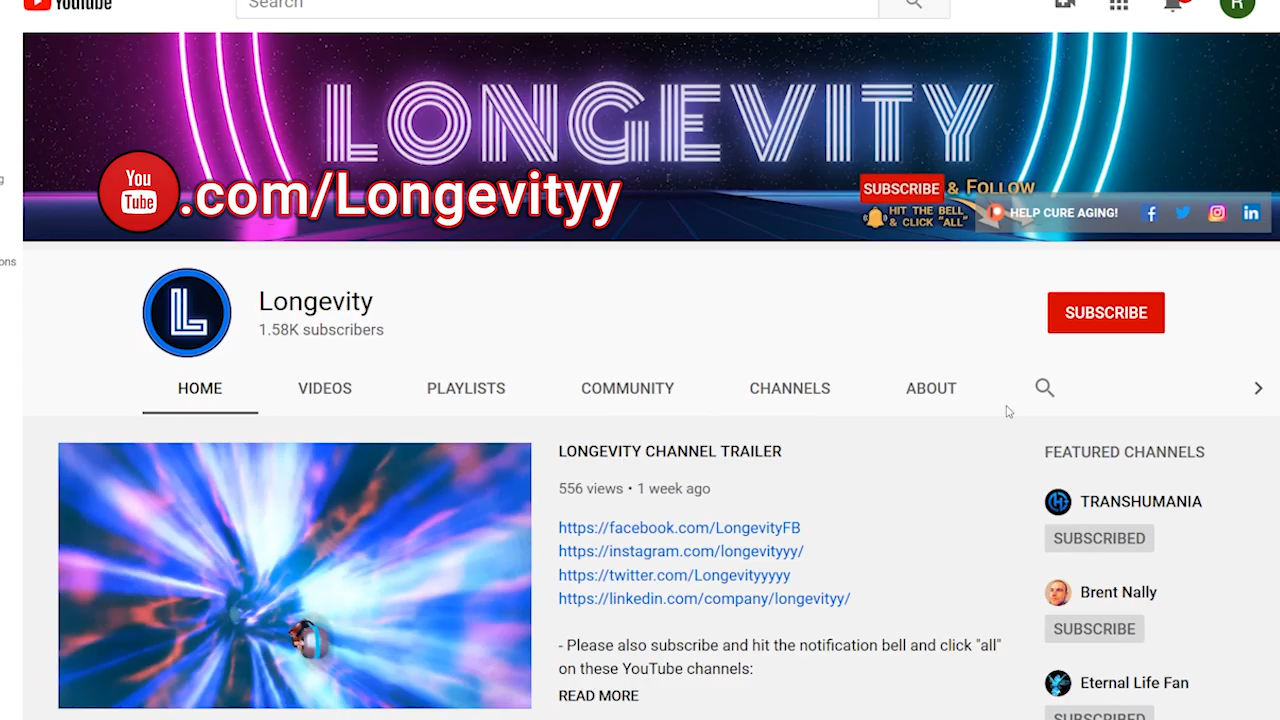 YouTube
Search
R
LONGEVITY
You
Tube
.com/Longevityy
SUBSCRIBE & FOLLOW
HIT THE BELL
& CLICK "ALL"
HELP CURE AGING!
Longevity
1.58K subscribers
SUBSCRIBE
HOME VIDEOS PLAYLISTS COMMUNITY CHANNELS ABOUT
LONGEVITY CHANNEL TRAILER
556 views • 1 week ago
https://facebook.com/LongevityFB
https://instagram.com/longevityyy/
https://twitter.com/Longevityyyyy
https://linkedin.com/company/longevityy/
- Please also subscribe and hit the notification bell and click "all"
on these YouTube channels:
READ MORE
FEATURED CHANNELS
TRANSHUMANIA
SUBSCRIBED
Brent Nally
SUBSCRIBE
Eternal Life Fan
SUBSCRIBED